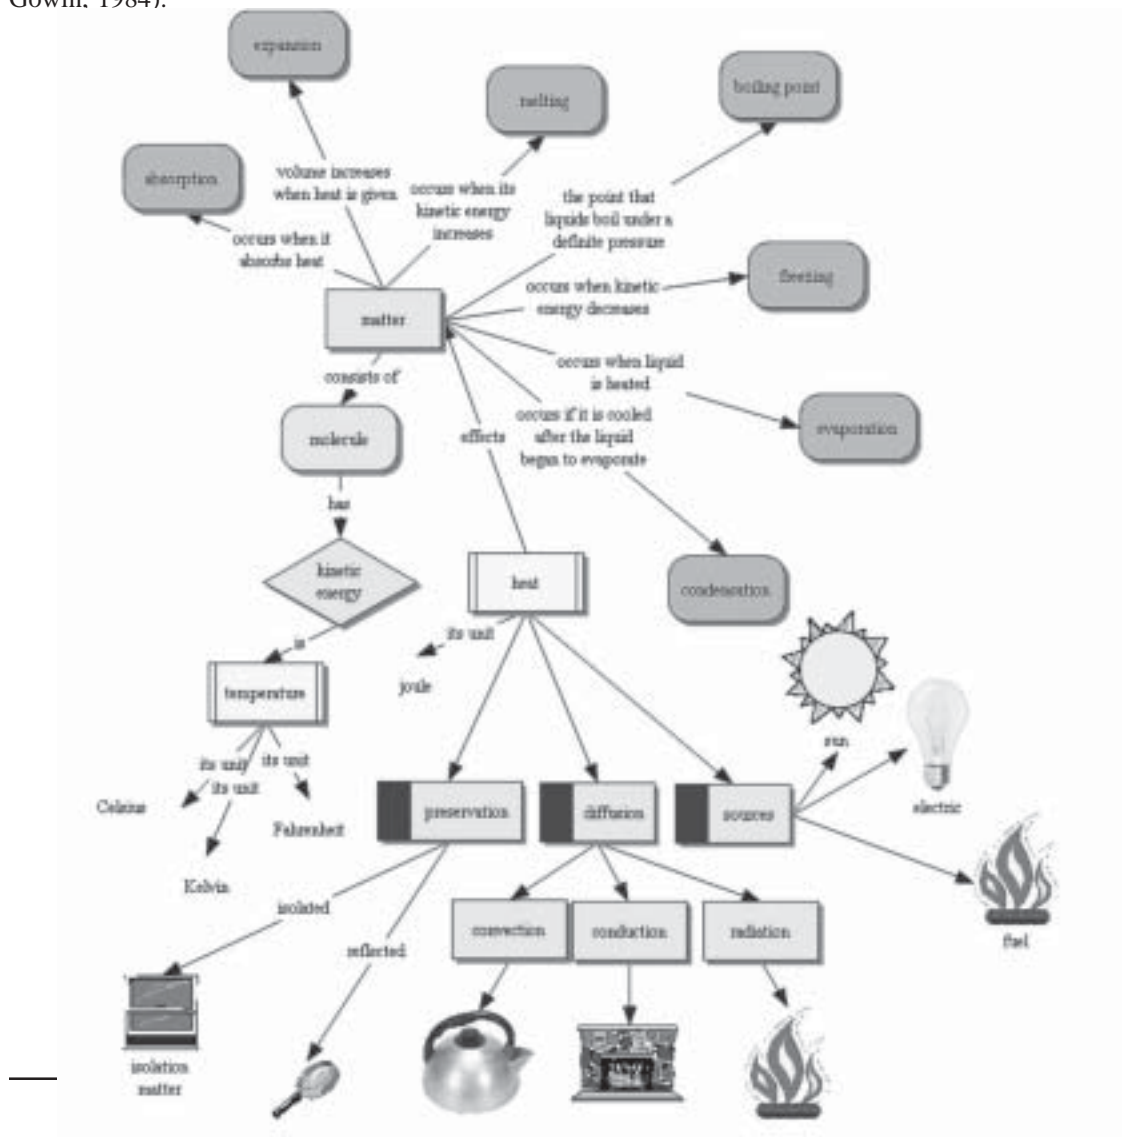 Gowin, 1984).
expansion
melting
boiling point
absorption
volume increases
when heat is given
occurs when its
kinetic energy
increases
the point that
liquids boil under a
definite pressure
occurs when it
absorbs heat
freezing
occurs when kinetic
energy decreases
matter
occurs when liquid
is heated
consists of
occurs if it is cooled
after the liquid
began to evaporate
evaporation
molecule
effects
has
kinetic
energy
heat
condensation
its unit
is
joule
temperature
sun
its unit
its unit
its unit
Celsius
Fahrenheit
Kelvin
preservation
diffusion
sources
electric
isolated
reflected
convection
conduction
radiation
fuel
isolation
matter